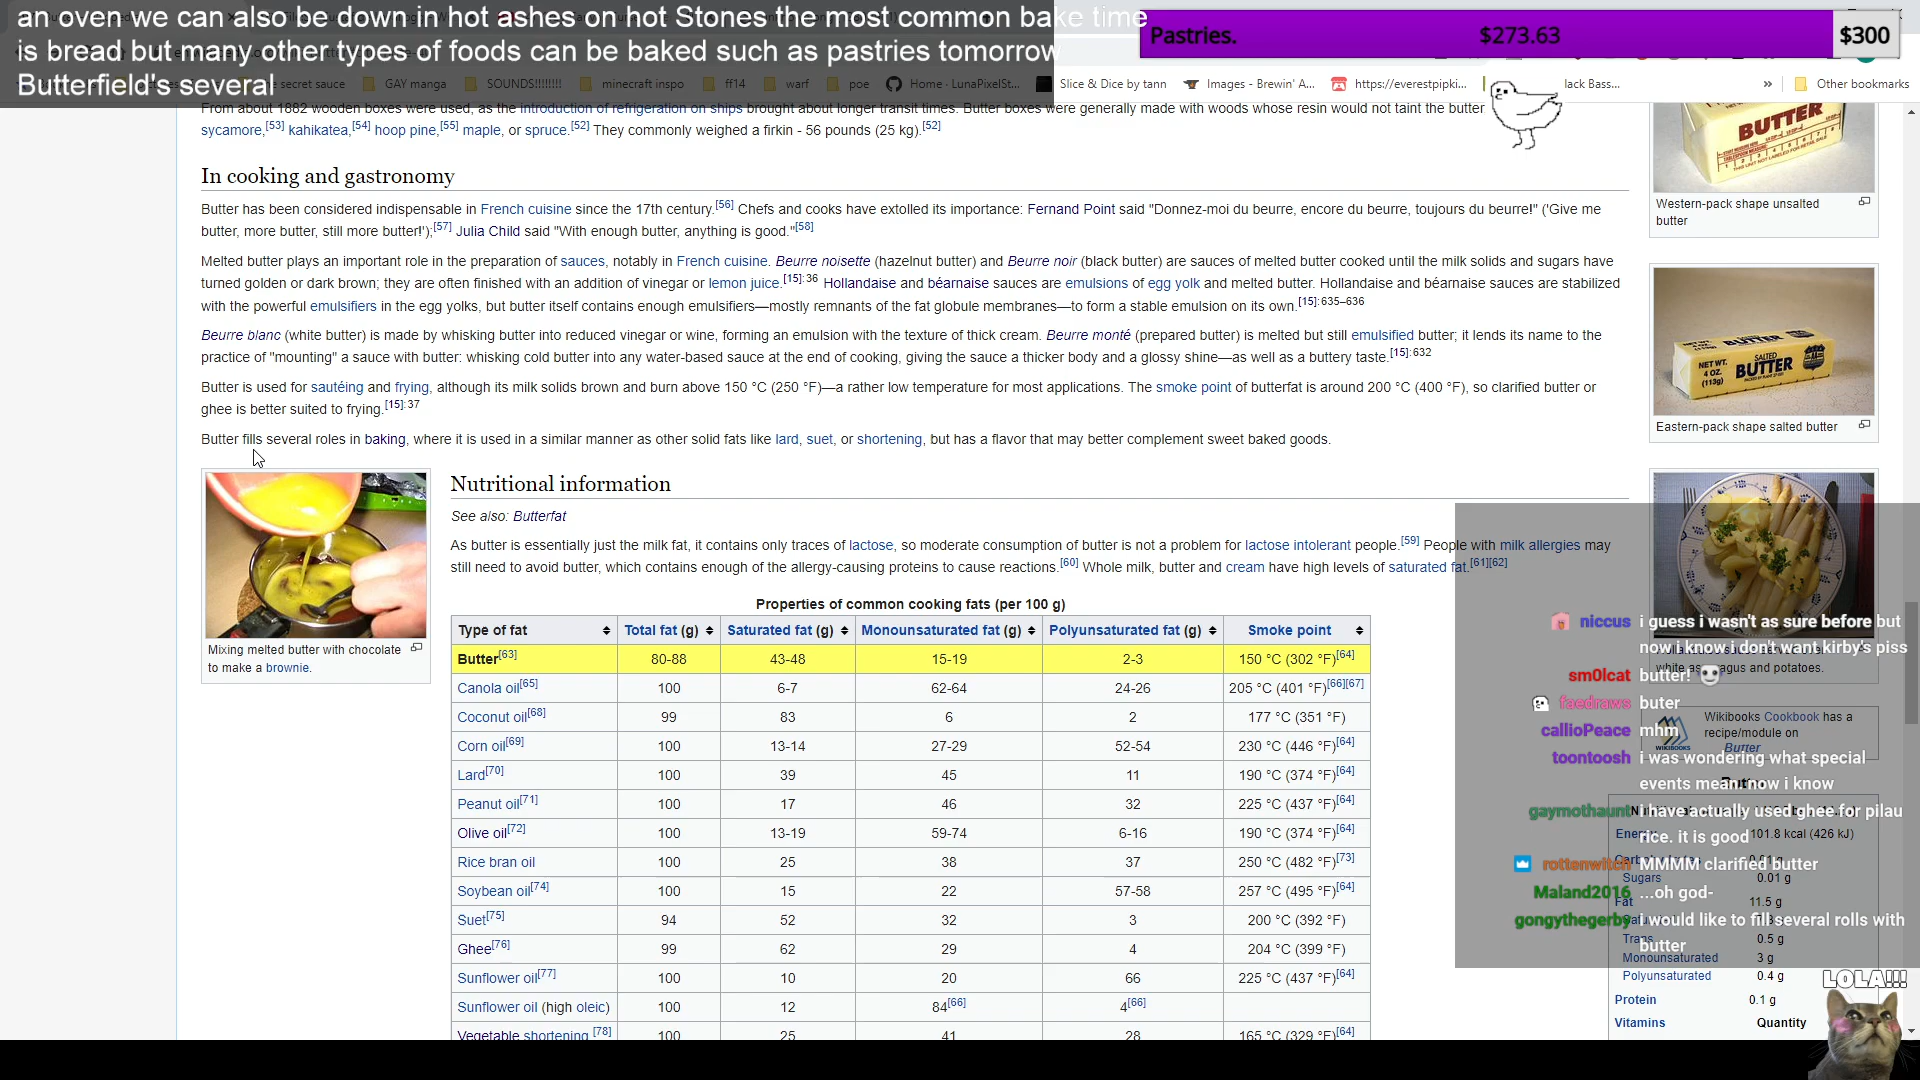 an oven we can also be down in hot ashes on hot Stones the most common bake time
is bread but many other types of foods can be baked such as pastries tomorrow
Butterfield's several
Pastries. $273.63 $300
secret sauce GAY manga SOUNDS!!!!!!!! minecraft inspo ff14 warf poe Home · LunaPixelSt... Slice & Dice by tann Images - Brewin' A... https://everestpipki... lack Bass... » Other bookmarks
From about 1882 wooden boxes were used, as the introduction of refrigeration on ships brought about longer transit times. Butter boxes were generally made with woods whose resin would not taint the butter
sycamore,[53] kahikatea,[54] hoop pine,[55] maple, or spruce.[52] They commonly weighed a firkin - 56 pounds (25 kg).[52]
BUTTER
Western-pack shape unsalted
butter
In cooking and gastronomy
Butter has been considered indispensable in French cuisine since the 17th century.[56] Chefs and cooks have extolled its importance: Fernand Point said "Donnez-moi du beurre, encore du beurre, toujours du beurre!" ('Give me
butter, more butter, still more butter!');[57] Julia Child said "With enough butter, anything is good."[58]
Melted butter plays an important role in the preparation of sauces, notably in French cuisine. Beurre noisette (hazelnut butter) and Beurre noir (black butter) are sauces of melted butter cooked until the milk solids and sugars have
turned golden or dark brown; they are often finished with an addition of vinegar or lemon juice.[15]:36 Hollandaise and béarnaise sauces are emulsions of egg yolk and melted butter. Hollandaise and béarnaise sauces are stabilized
with the powerful emulsifiers in the egg yolks, but butter itself contains enough emulsifiers—mostly remnants of the fat globule membranes—to form a stable emulsion on its own.[15]:635–636
Beurre blanc (white butter) is made by whisking butter into reduced vinegar or wine, forming an emulsion with the texture of thick cream. Beurre monté (prepared butter) is melted but still emulsified butter; it lends its name to the
practice of "mounting" a sauce with butter: whisking cold butter into any water-based sauce at the end of cooking, giving the sauce a thicker body and a glossy shine—as well as a buttery taste.[15]:632
Butter is used for sautéing and frying, although its milk solids brown and burn above 150 °C (250 °F)—a rather low temperature for most applications. The smoke point of butterfat is around 200 °C (400 °F), so clarified butter or
ghee is better suited to frying.[15]:37
Butter fills several roles in baking, where it is used in a similar manner as other solid fats like lard, suet, or shortening, but has a flavor that may better complement sweet baked goods.
NET WT.
4 OZ.
(113g)
SALTED
BUTTER
Eastern-pack shape salted butter
Mixing melted butter with chocolate
to make a brownie.
Nutritional information
See also: Butterfat
As butter is essentially just the milk fat, it contains only traces of lactose, so moderate consumption of butter is not a problem for lactose intolerant people.[59] People with milk allergies may
still need to avoid butter, which contains enough of the allergy-causing proteins to cause reactions.[60] Whole milk, butter and cream have high levels of saturated fat.[61][62]
Properties of common cooking fats (per 100 g)
Type of fat Total fat (g) Saturated fat (g) Monounsaturated fat (g) Polyunsaturated fat (g) Smoke point
Butter[63] 80-88 43-48 15-19 2-3 150 °C (302 °F)[64]
Canola oil[65] 100 6-7 62-64 24-26 205 °C (401 °F)[66][67]
Coconut oil[68] 99 83 6 2 177 °C (351 °F)
Corn oil[69] 100 13-14 27-29 52-54 230 °C (446 °F)[64]
Lard[70] 100 39 45 11 190 °C (374 °F)[64]
Peanut oil[71] 100 17 46 32 225 °C (437 °F)[64]
Olive oil[72] 100 13-19 59-74 6-16 190 °C (374 °F)[64]
Rice bran oil 100 25 38 37 250 °C (482 °F)[73]
Soybean oil[74] 100 15 22 57-58 257 °C (495 °F)[64]
Suet[75] 94 52 32 3 200 °C (392 °F)
Ghee[76] 99 62 29 4 204 °C (399 °F)
Sunflower oil[77] 100 10 20 66 225 °C (437 °F)[64]
Sunflower oil (high oleic) 100 12 84[66] 4[66]
Vegetable shortening [78] 100 25 41 28 165 °C (329 °F)[64]
niccus i guess i wasn't as sure before but
now i know i don't want kirby's piss
sm0lcat butter!
faedraws buter
callioPeace mhm
toontoosh i was wondering what special
events mean. now i know
gaymothaunt i have actually used ghee for pilau
rice. it is good
rottenwitch MMMM clarified butter
Maland2016 ...oh god-
gongythegerby i would like to fill several rolls with
butter
Wikibooks Cookbook has a
recipe/module on
Butter
WIKIBOOKS
101.8 kcal (426 kJ)
Sugars 0.01 g
Fat 11.5 g
Trans 0.5 g
Monounsaturated 3 g
Polyunsaturated 0.4 g
Protein 0.1 g
Vitamins Quantity
LOLA!!!